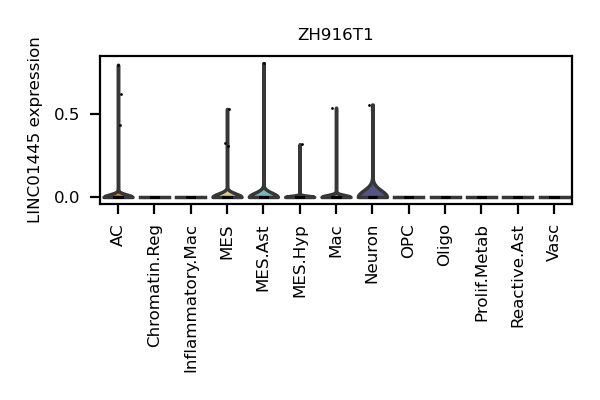 ZH916T1
LINC01445 expression
0.5
0.0
AC
Chromatin.Reg
Inflammatory.Mac
MES
MES.Ast
MES.Hyp
Mac
Neuron
OPC
Oligo
Prolif.Metab
Reactive.Ast
Vasc